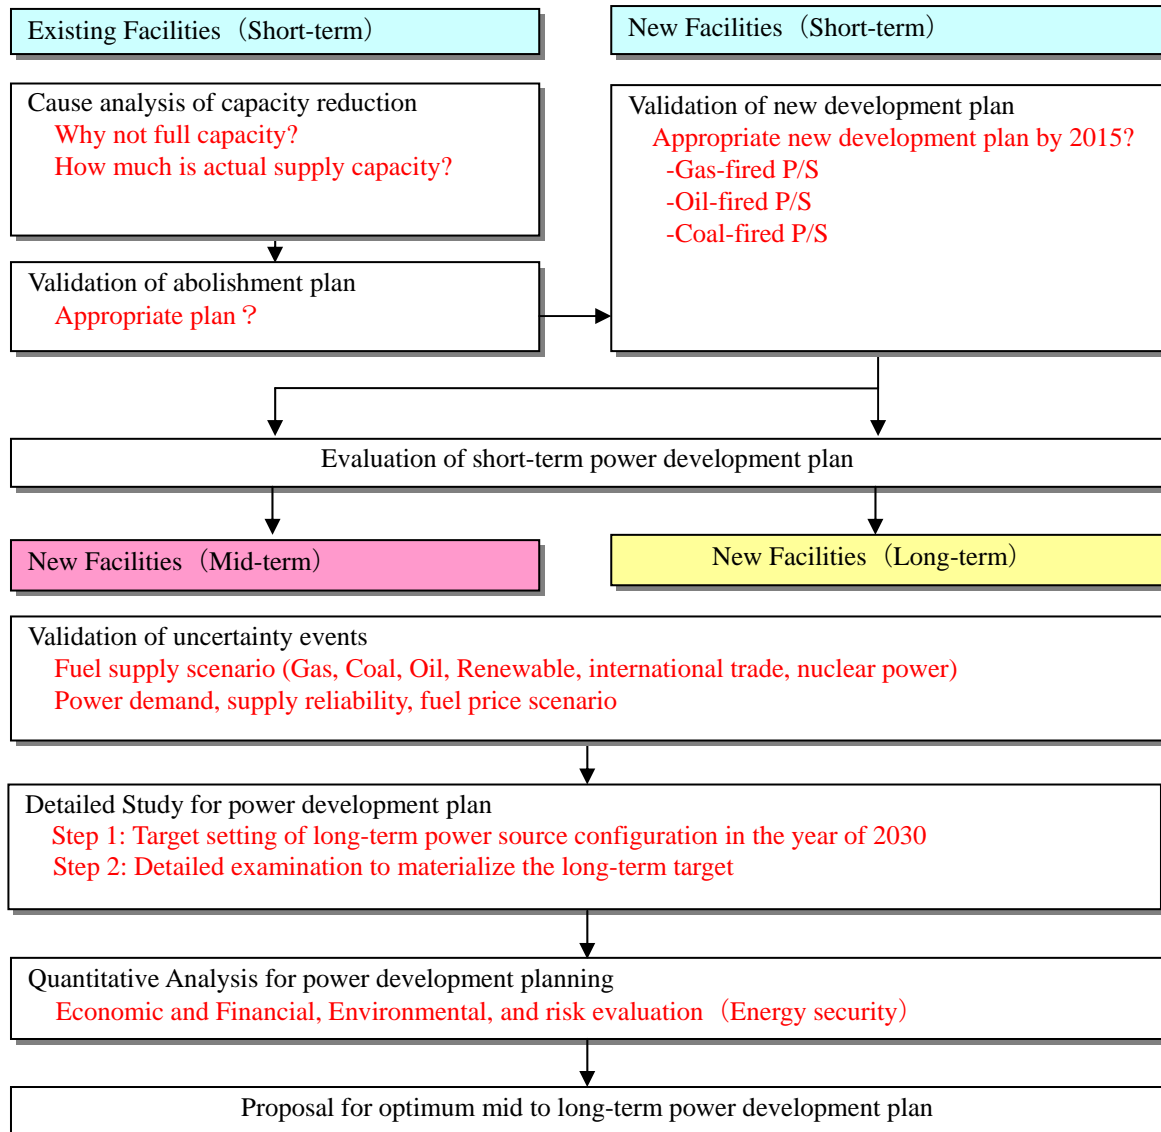 Existing Facilities（Short-term）
New Facilities（Short-term）
Cause analysis of capacity reduction
Why not full capacity?
How much is actual supply capacity?
Validation of abolishment plan
Appropriate plan？
Validation of new development plan
Appropriate new development plan by 2015?
-Gas-fired P/S
-Oil-fired P/S
-Coal-fired P/S
Evaluation of short-term power development plan
New Facilities（Mid-term）
New Facilities（Long-term）
Validation of uncertainty events
Fuel supply scenario (Gas, Coal, Oil, Renewable, international trade, nuclear power)
Power demand, supply reliability, fuel price scenario
Detailed Study for power development plan
Step 1: Target setting of long-term power source configuration in the year of 2030
Step 2: Detailed examination to materialize the long-term target
Quantitative Analysis for power development planning
Economic and Financial, Environmental, and risk evaluation（Energy security）
Proposal for optimum mid to long-term power development plan